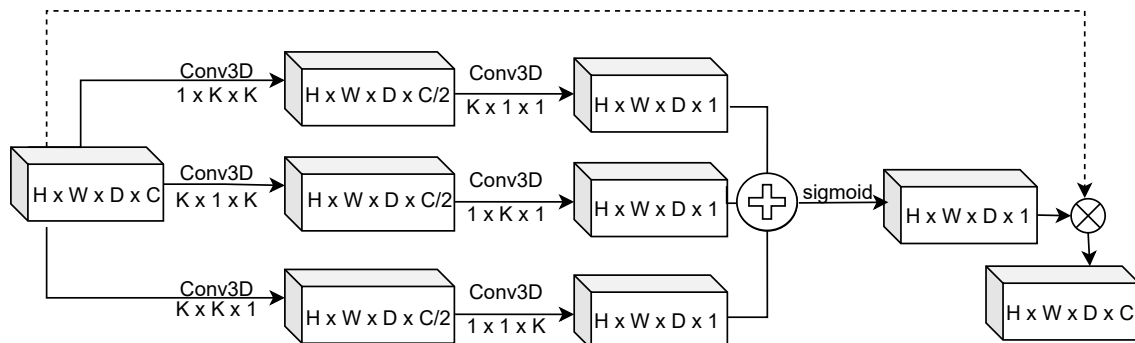 Conv3D
1 x K x K
H x W x D x C/2
Conv3D
K x 1 x 1
H x W x D x 1
H x W x D x C
Conv3D
K x 1 x K
H x W x D x C/2
Conv3D
1 x K x 1
H x W x D x 1
sigmoid
H x W x D x 1
Conv3D
K x K x 1
H x W x D x C/2
Conv3D
1 x 1 x K
H x W x D x 1
H x W x D x C